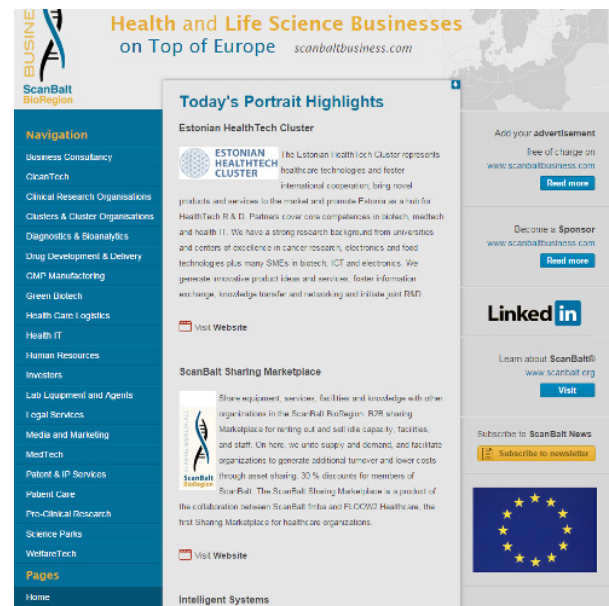 BUSINE
ScanBalt
BioRegion
Health and Life Science Businesses
on Top of Europe scanbaltbusiness.com
Navigation
Business Consultancy
CleanTech
Clinical Research Organisations
Clusters & Cluster Organisations
Diagnostics & Bioanalytics
Drug Development & Delivery
GMP Manufactoring
Green Biotech
Health Care Logistics
Health IT
Human Resources
Investors
Lab Equipment and Agents
Legal Services
Media and Marketing
MedTech
Patent & IP Services
Patient Care
Pre-Clinical Research
Science Parks
WelfareTech
Pages
Home
Today's Portrait Highlights
Estonian HealthTech Cluster
ESTONIAN
HEALTHTECH
CLUSTER
The Estonian HealthTech Cluster represents
healthcare technologies and foster
international cooperation, bring novel
products and services to the market and promote Estonia as a hub for
HealthTech R & D. Partners cover core competences in biotech, medtech
and health IT. We have a strong research background from universities
and centers of excellence in cancer research, electronics and food
technologies plus many SMEs in biotech, ICT and electronics. We
generate innovative product ideas and services, foster information
exchange, knowledge transfer and networking and initiate joint R&D.
Visit Website
ScanBalt Sharing Marketplace
ScanBalt
BioRegion
Share equipment, services, facilities and knowledge with other
organizations in the ScanBalt BioRegion. B2B sharing
Marketplace for renting out and sell idle capacity, facilities,
and staff. On here, we unite supply and demand, and facilitate
organizations to generate additional turnover and lower costs
through asset sharing. 30 % discounts for members of
ScanBalt. The ScanBalt Sharing Marketplace is a product of
the collaboration between ScanBalt fmba and FLOOW2 Healthcare, the
first Sharing Marketplace for healthcare organizations.
Visit Website
Intelligent Systems
Add your advertisement
free of charge on
www.scanbaltbusiness.com
Read more
Become a Sponsor
www.scanbaltbusiness.com
Read more
Linked in
Learn about ScanBalt®
www.scanbalt.org
Visit
Subscribe to ScanBalt News
Subscribe to newsletter